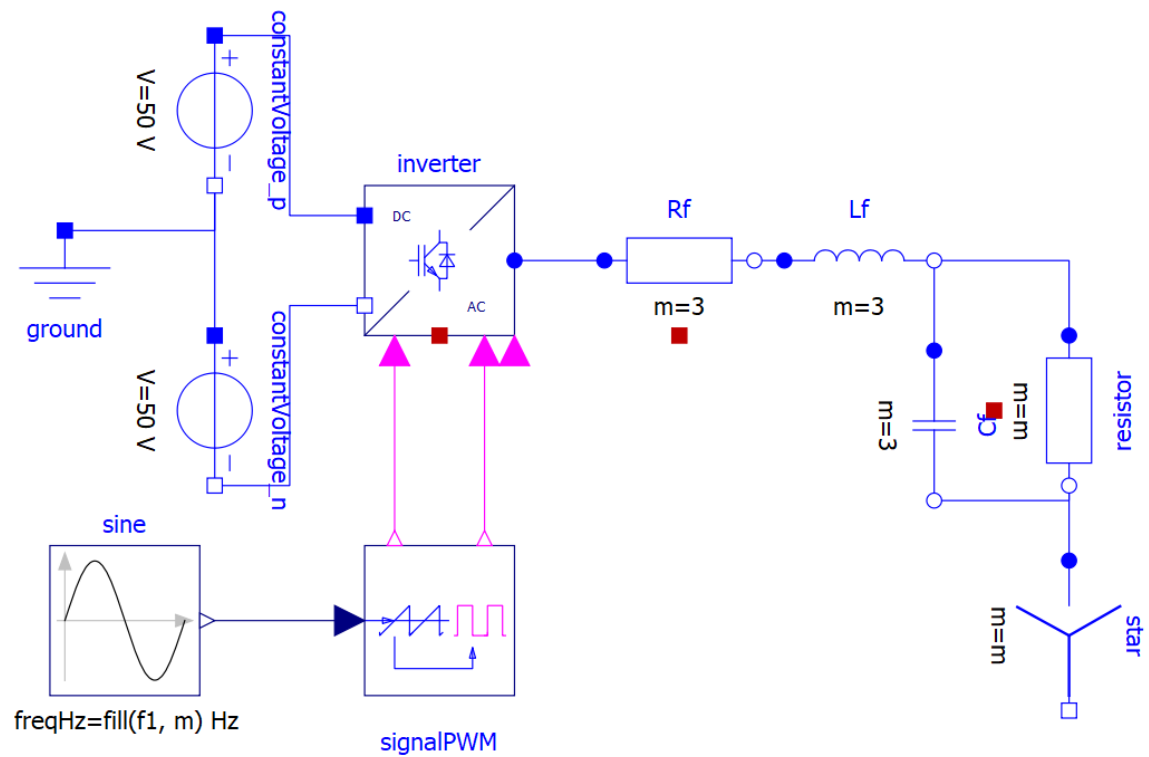 constantVoltage_p
+
V=50 V
−
inverter
DC
AC
Rf
m=3
Lf
m=3
ground
+
V=50 V
−
constantVoltage_n
m=3
Cf
m=m
resistor
sine
freqHz=fill(f1, m) Hz
signalPWM
m=m
star